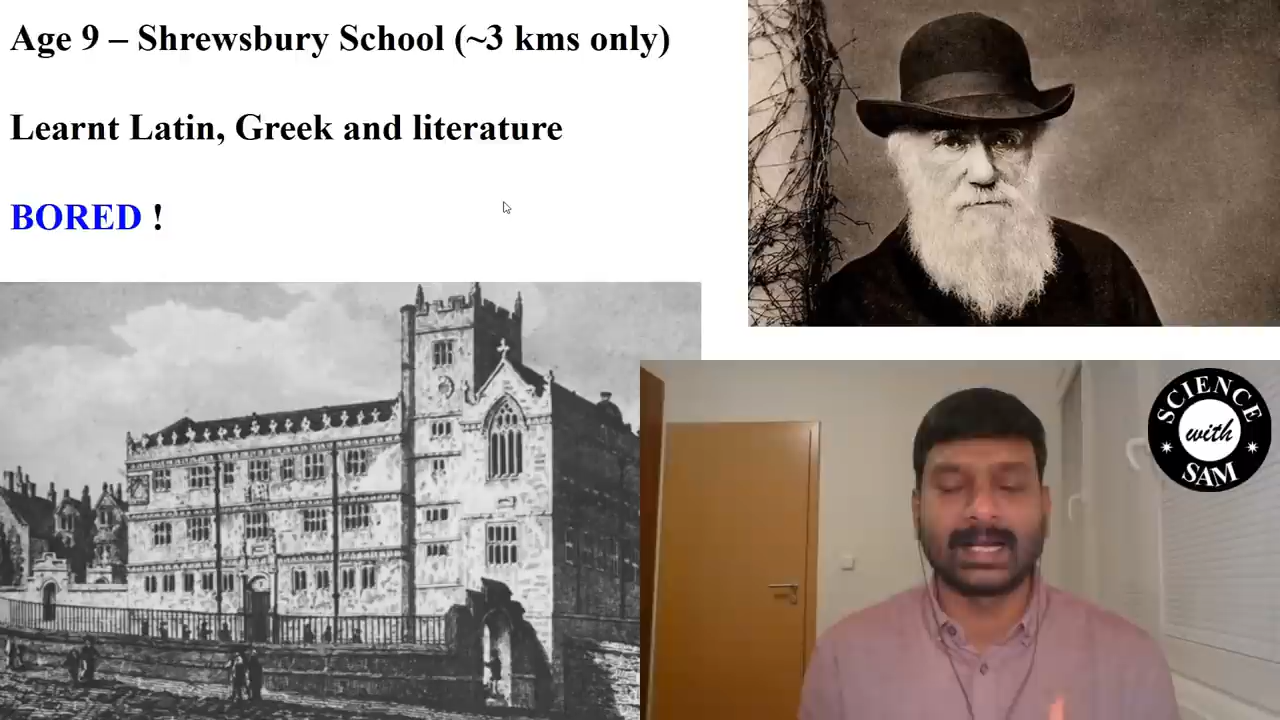 Age 9 – Shrewsbury School (~3 kms only)
Learnt Latin, Greek and literature
BORED !
SCIENCE
with
SAM